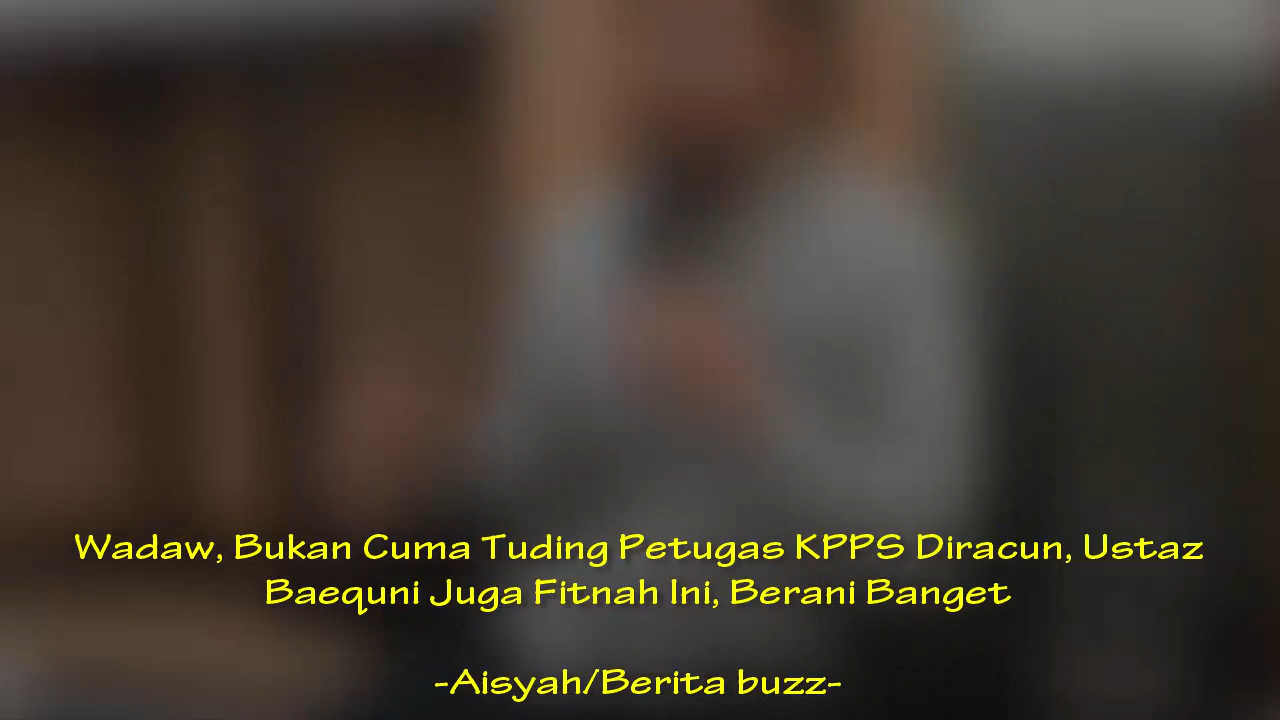 Wadaw, Bukan Cuma Tuding Petugas KPPS Diracun, Ustaz
Baequni Juga Fitnah Ini, Berani Banget
-Aisyah/Berita buzz-